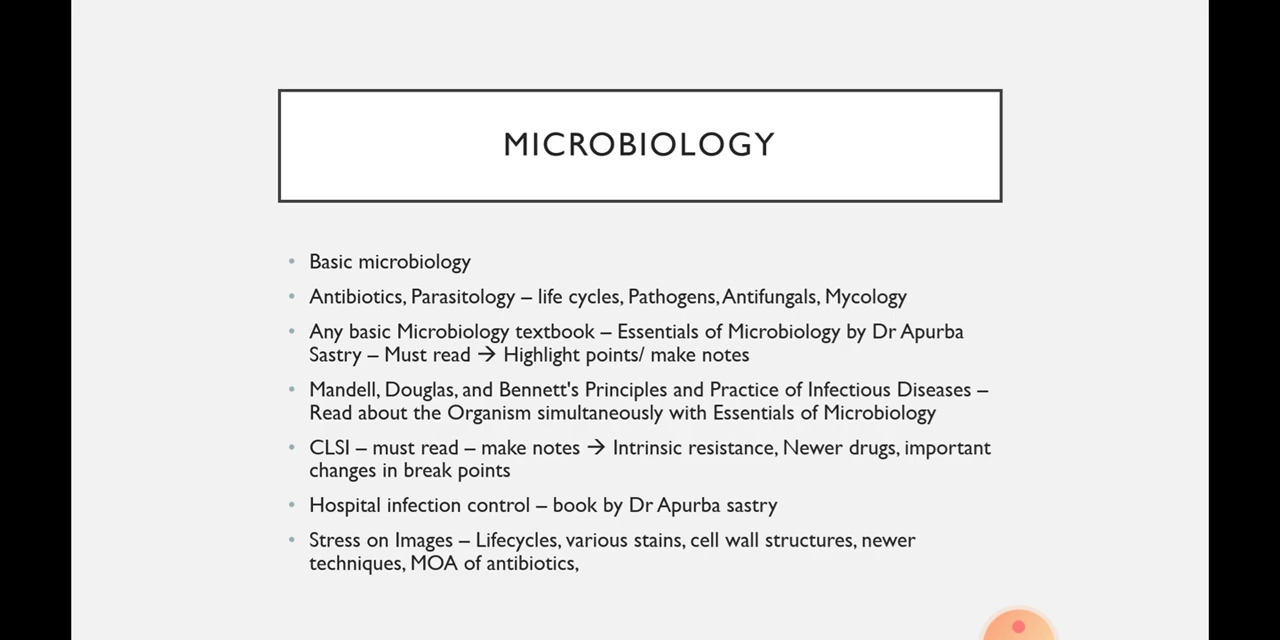 MICROBIOLOGY
• Basic microbiology
• Antibiotics, Parasitology – life cycles, Pathogens, Antifungals, Mycology
• Any basic Microbiology textbook – Essentials of Microbiology by Dr Apurba
Sastry – Must read → Highlight points/ make notes
• Mandell, Douglas, and Bennett's Principles and Practice of Infectious Diseases –
Read about the Organism simultaneously with Essentials of Microbiology
• CLSI – must read – make notes → Intrinsic resistance, Newer drugs, important
changes in break points
• Hospital infection control – book by Dr Apurba sastry
• Stress on Images – Lifecycles, various stains, cell wall structures, newer
techniques, MOA of antibiotics,